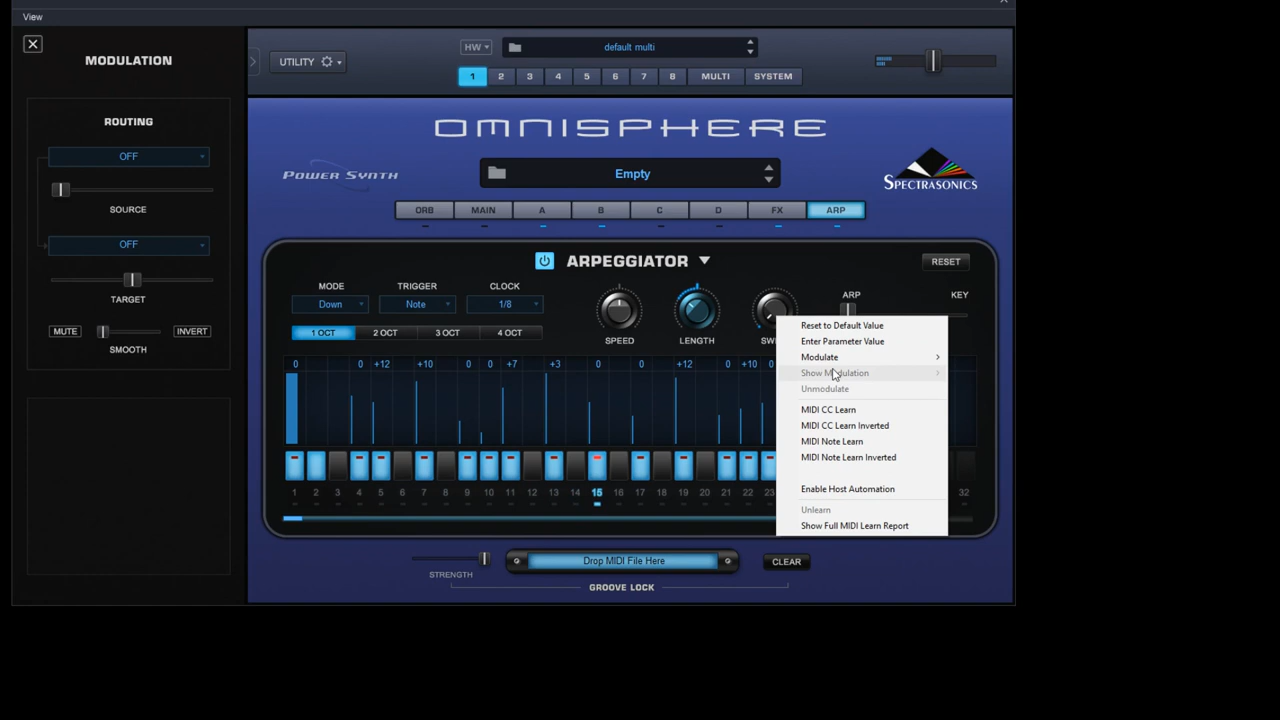 View
MODULATION
ROUTING
OFF
SOURCE
OFF
TARGET
MUTE
INVERT
SMOOTH
UTILITY
HW
default multi
1 2 3 4 5 6 7 8 MULTI SYSTEM
OMNISPHERE
POWER SYNTH
Empty
SPECTRASONICS
ORB MAIN A B C D FX ARP
ARPEGGIATOR
RESET
MODE TRIGGER CLOCK
Down Note 1/8
1 OCT 2 OCT 3 OCT 4 OCT
SPEED LENGTH
ARP KEY
0 0 +12 +10 0 0 +7 +3 0 0 +12 0 +10 0
1 2 3 4 5 6 7 8 9 10 11 12 13 14 15 16 17 18 19 20 21 22 23 32
Reset to Default Value
Enter Parameter Value
Modulate
Show Modulation
Unmodulate
MIDI CC Learn
MIDI CC Learn Inverted
MIDI Note Learn
MIDI Note Learn Inverted
Enable Host Automation
Unlearn
Show Full MIDI Learn Report
STRENGTH
Drop MIDI File Here
CLEAR
GROOVE LOCK